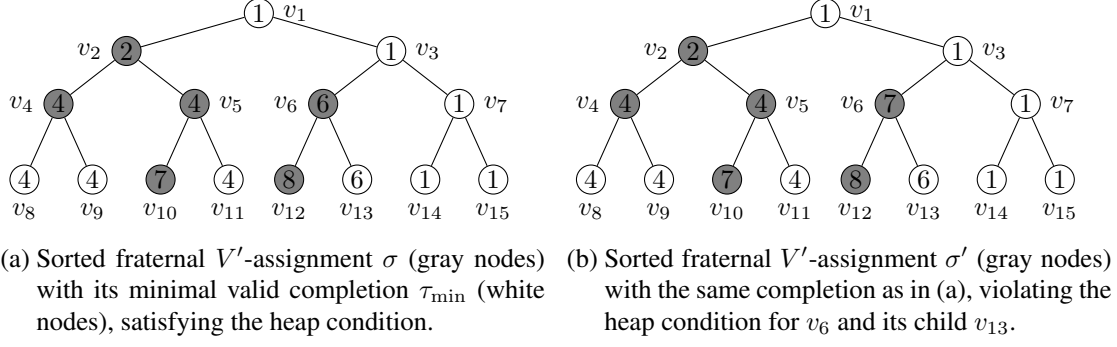 1 v₁ 1 v₁
v₂ 2 1 v₃ v₂ 2 1 v₃
v₄ 4 4 v₅ v₆ 6 1 v₇ v₄ 4 4 v₅ v₆ 7 1 v₇
4 4 7 4 8 6 1 1 4 4 7 4 8 6 1 1
v₈ v₉ v₁₀ v₁₁ v₁₂ v₁₃ v₁₄ v₁₅ v₈ v₉ v₁₀ v₁₁ v₁₂ v₁₃ v₁₄ v₁₅
(a) Sorted fraternal V′-assignment σ (gray nodes)
with its minimal valid completion τmin (white
nodes), satisfying the heap condition.
(b) Sorted fraternal V′-assignment σ′ (gray nodes)
with the same completion as in (a), violating the
heap condition for v₆ and its child v₁₃.